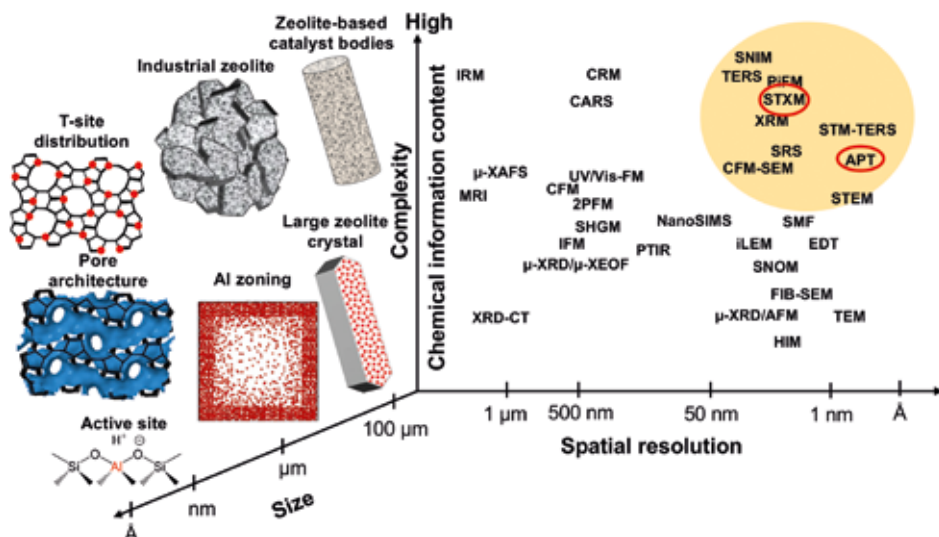 Zeolite-based
catalyst bodies
Industrial zeolite
T-site
distribution
Large zeolite
crystal
Pore
architecture
Al zoning
Active site
H⁺ ⊖
O O
Si Al Si
High
Complexity
Chemical information content
IRM
CRM
CARS
SNIM
TERS
PiFM
STXM
XRM
STM-TERS
SRS
APT
CFM-SEM
STEM
μ-XAFS
MRI
UV/Vis-FM
CFM
2PFM
SHGM
NanoSIMS
SMF
IFM
PTIR
iLEM
EDT
μ-XRD/μ-XEOF
SNOM
FIB-SEM
XRD-CT
μ-XRD/AFM
TEM
HIM
1 μm
500 nm
50 nm
1 nm
Å
Spatial resolution
100 μm
μm
nm
Å
Size